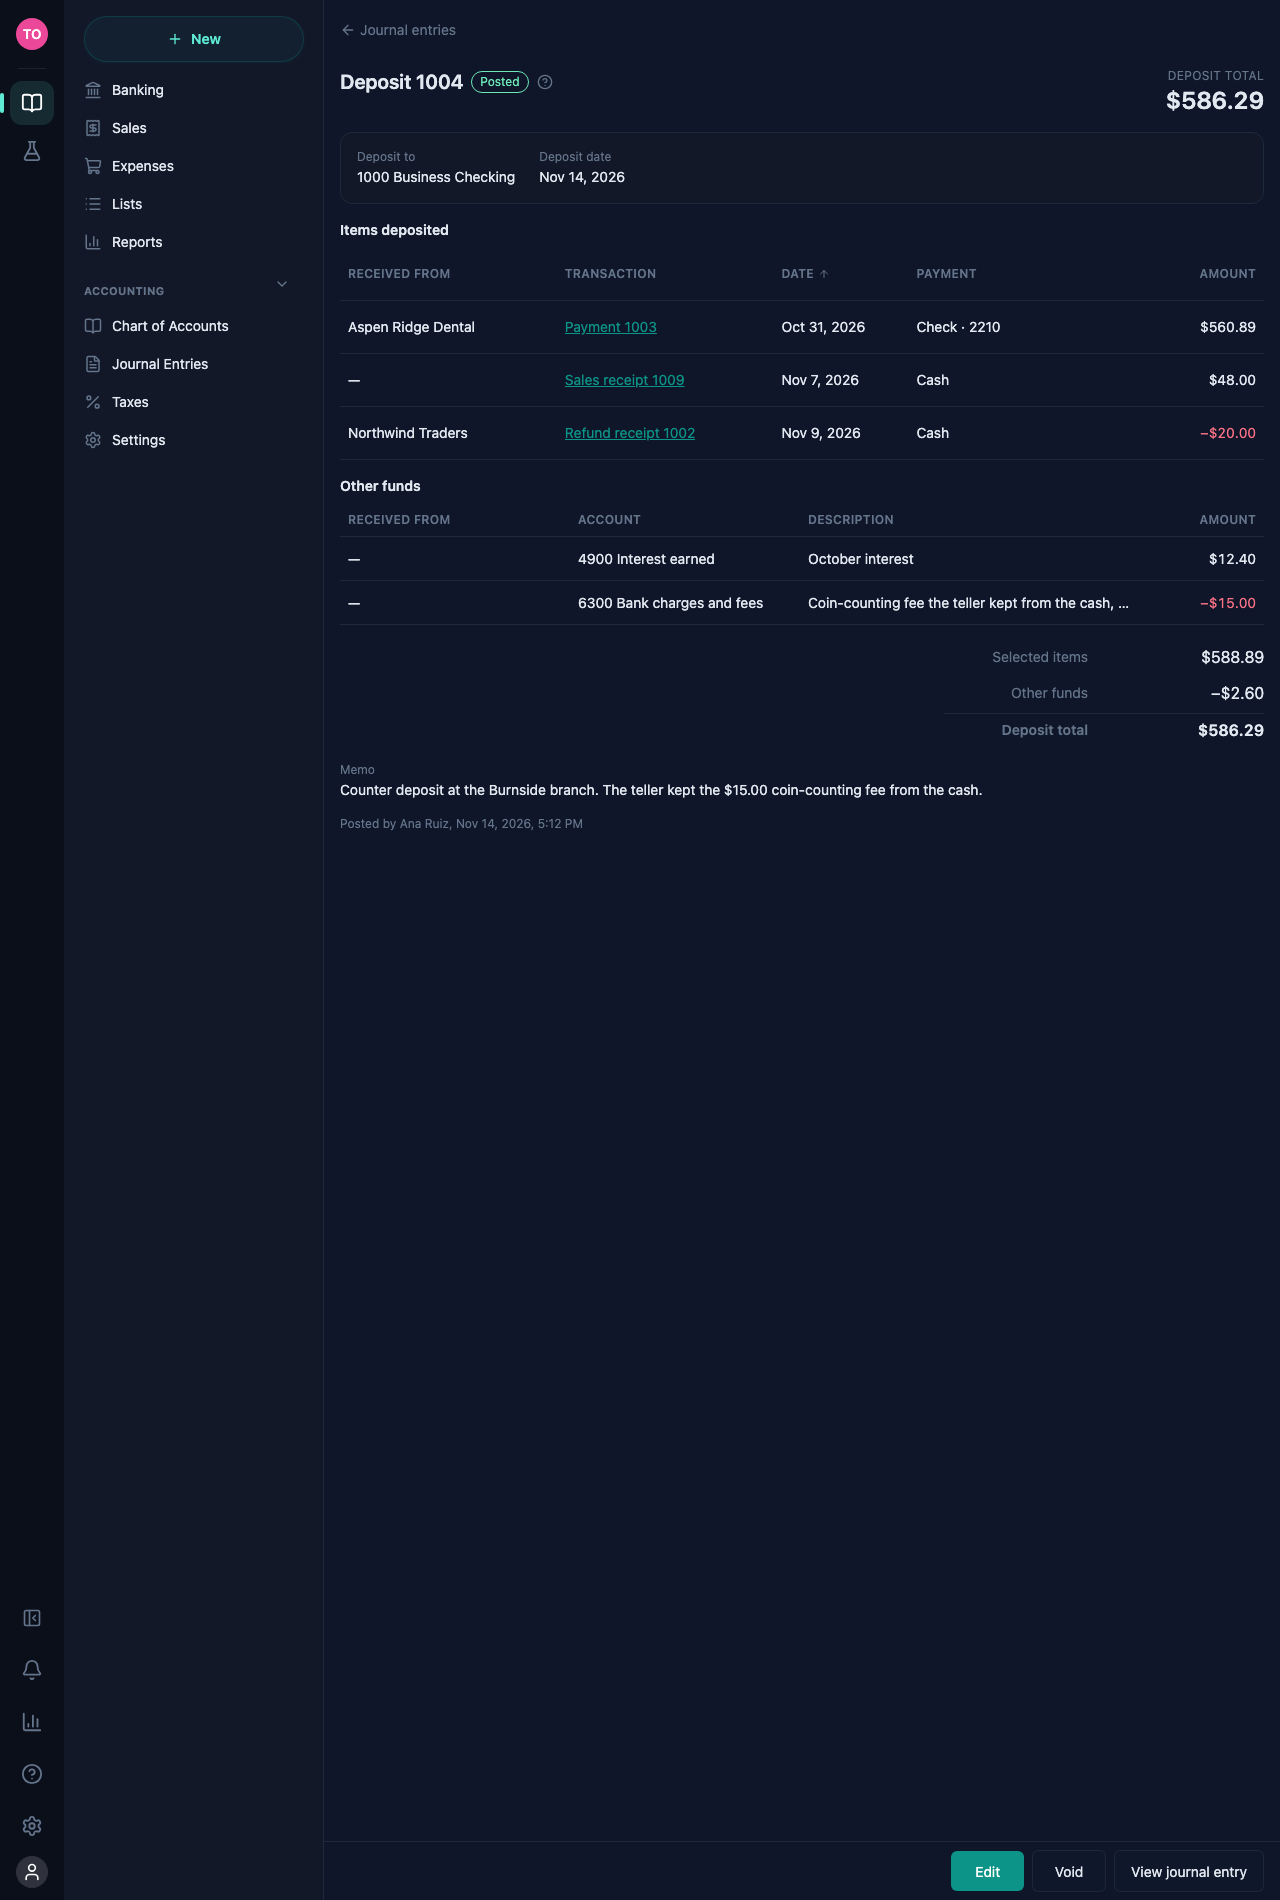 TO
New
Banking
Sales
Expenses
Lists
Reports
ACCOUNTING
Chart of Accounts
Journal Entries
Taxes
Settings
Journal entries
Deposit 1004 Posted
DEPOSIT TOTAL
$586.29
Deposit to
1000 Business Checking
Deposit date
Nov 14, 2026
Items deposited
RECEIVED FROM TRANSACTION DATE PAYMENT AMOUNT
Aspen Ridge Dental Payment 1003 Oct 31, 2026 Check · 2210 $560.89
— Sales receipt 1009 Nov 7, 2026 Cash $48.00
Northwind Traders Refund receipt 1002 Nov 9, 2026 Cash –$20.00
Other funds
RECEIVED FROM ACCOUNT DESCRIPTION AMOUNT
— 4900 Interest earned October interest $12.40
— 6300 Bank charges and fees Coin-counting fee the teller kept from the cash, ... –$15.00
Selected items $588.89
Other funds –$2.60
Deposit total $586.29
Memo
Counter deposit at the Burnside branch. The teller kept the $15.00 coin-counting fee from the cash.
Posted by Ana Ruiz, Nov 14, 2026, 5:12 PM
Edit
Void
View journal entry